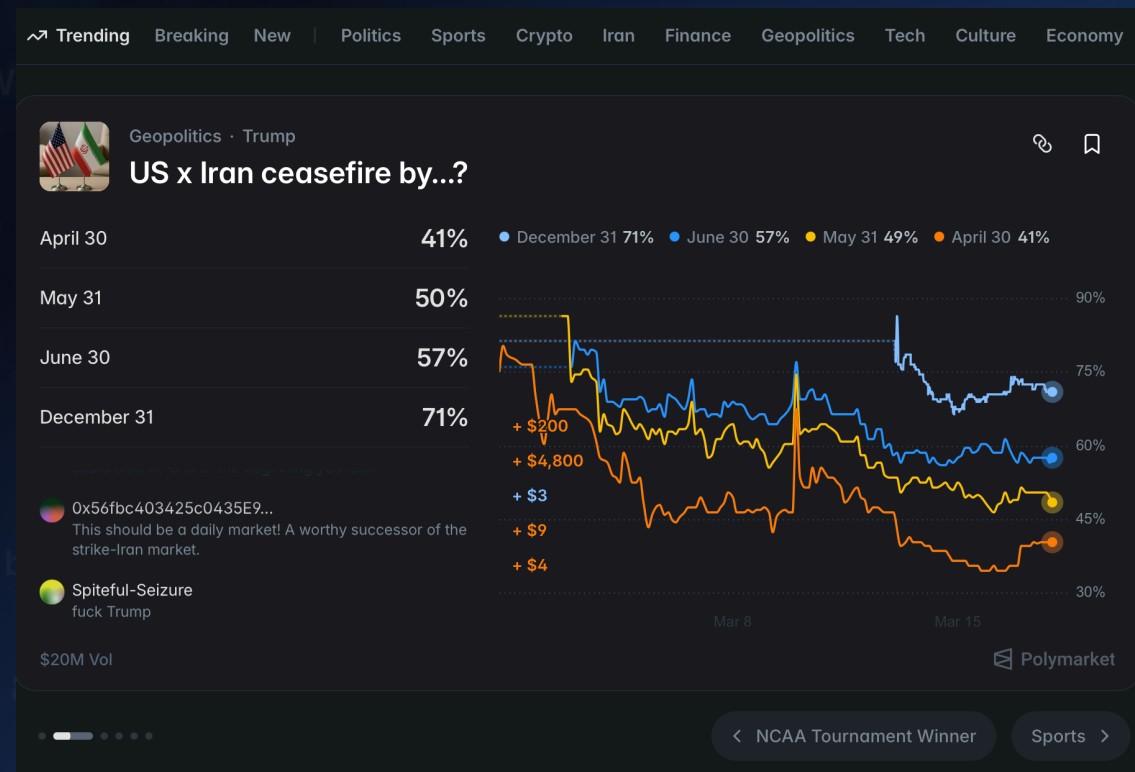 Trending Breaking New Politics Sports Crypto Iran Finance Geopolitics Tech Culture Economy
Geopolitics · Trump
US x Iran ceasefire by...?
April 30 41%
May 31 50%
June 30 57%
December 31 71%
0x56fbc403425c0435E9...
This should be a daily market! A worthy successor of the
strike-Iran market.
Spiteful-Seizure
fuck Trump
$20M Vol
December 31 71% June 30 57% May 31 49% April 30 41%
90%
75%
60%
45%
30%
+ $200
+ $4,800
+ $3
+ $9
+ $4
Mar 8 Mar 15
Polymarket
NCAA Tournament Winner
Sports